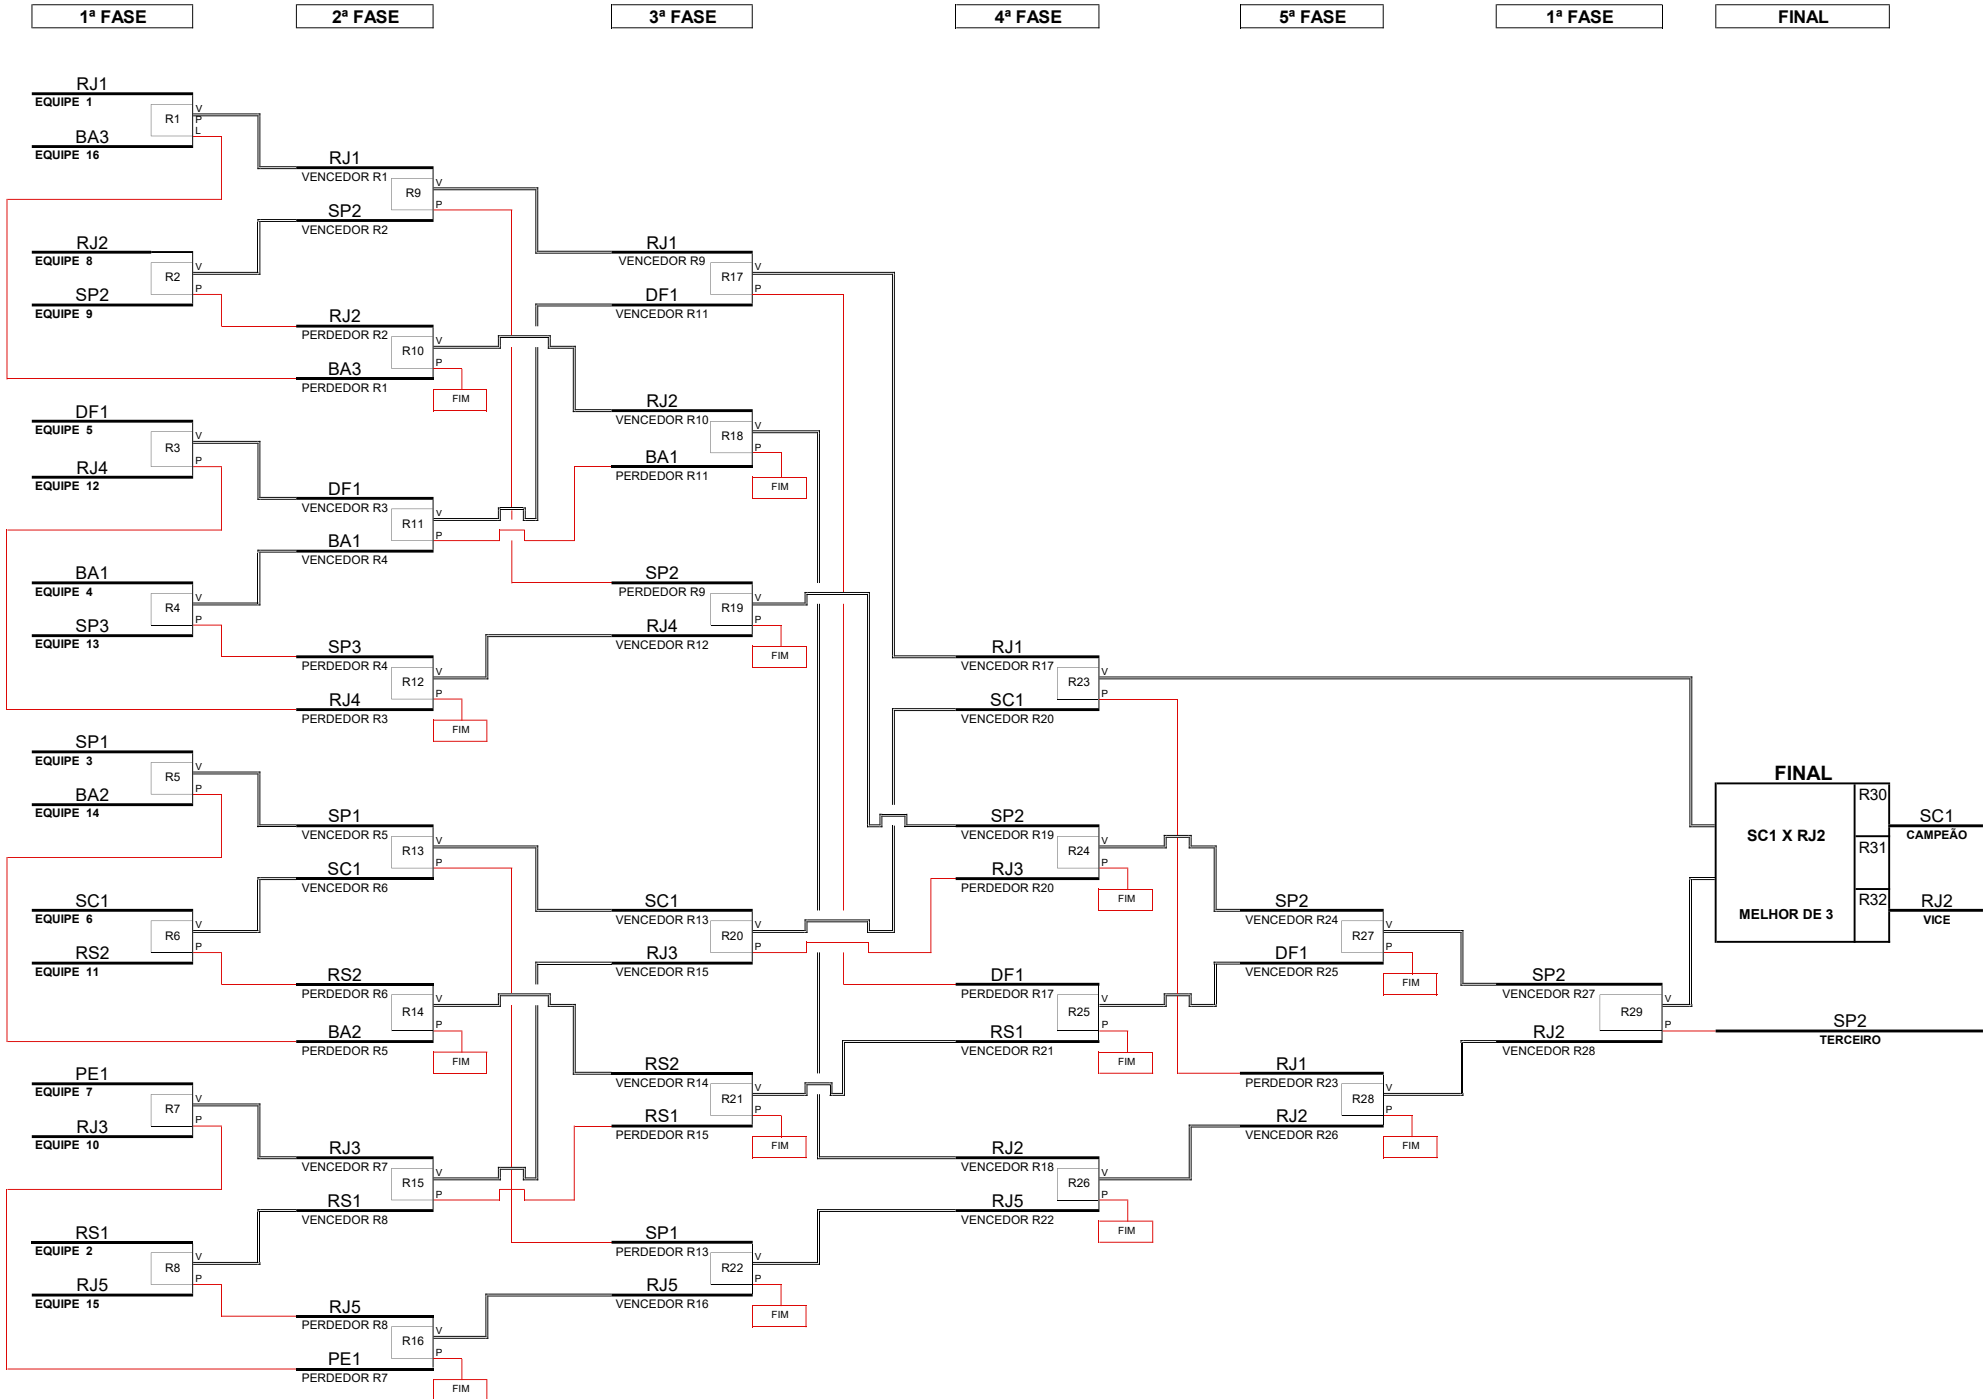 1ª FASE
2ª FASE
3ª FASE
4ª FASE
5ª FASE
1ª FASE
FINAL
RJ1
EQUIPE 1
R1
V
P
L
BA3
EQUIPE 16
RJ2
EQUIPE 8
R2
V
P
SP2
EQUIPE 9
DF1
EQUIPE 5
R3
V
P
RJ4
EQUIPE 12
BA1
EQUIPE 4
R4
V
P
SP3
EQUIPE 13
SP1
EQUIPE 3
R5
V
P
BA2
EQUIPE 14
SC1
EQUIPE 6
R6
V
P
RS2
EQUIPE 11
PE1
EQUIPE 7
R7
V
P
RJ3
EQUIPE 10
RS1
EQUIPE 2
R8
V
P
RJ5
EQUIPE 15
RJ1
VENCEDOR R1
R9
V
P
SP2
VENCEDOR R2
RJ2
PERDEDOR R2
R10
V
P
BA3
PERDEDOR R1
FIM
DF1
VENCEDOR R3
R11
V
P
BA1
VENCEDOR R4
SP3
PERDEDOR R4
R12
V
P
RJ4
PERDEDOR R3
FIM
SP1
VENCEDOR R5
R13
V
P
SC1
VENCEDOR R6
RS2
PERDEDOR R6
R14
V
P
BA2
PERDEDOR R5
FIM
RJ3
VENCEDOR R7
R15
V
P
RS1
VENCEDOR R8
RJ5
PERDEDOR R8
R16
V
P
PE1
PERDEDOR R7
FIM
RJ1
VENCEDOR R9
R17
V
P
DF1
VENCEDOR R11
RJ2
VENCEDOR R10
R18
V
P
BA1
PERDEDOR R11
FIM
SP2
PERDEDOR R9
R19
V
P
RJ4
VENCEDOR R12
FIM
SC1
VENCEDOR R13
R20
V
P
RJ3
VENCEDOR R15
RS2
VENCEDOR R14
R21
V
P
RS1
PERDEDOR R15
FIM
SP1
PERDEDOR R13
R22
V
P
RJ5
VENCEDOR R16
FIM
RJ1
VENCEDOR R17
R23
V
P
SC1
VENCEDOR R20
SP2
VENCEDOR R19
R24
V
P
RJ3
PERDEDOR R20
FIM
DF1
PERDEDOR R17
R25
V
P
RS1
VENCEDOR R21
FIM
RJ2
VENCEDOR R18
R26
V
P
RJ5
VENCEDOR R22
FIM
SP2
VENCEDOR R24
R27
V
P
DF1
VENCEDOR R25
FIM
RJ1
PERDEDOR R23
R28
V
P
RJ2
VENCEDOR R26
FIM
SP2
VENCEDOR R27
R29
V
P
RJ2
VENCEDOR R28
FINAL
R30
SC1 X RJ2
R31
MELHOR DE 3
R32
SC1
CAMPEÃO
RJ2
VICE
SP2
TERCEIRO